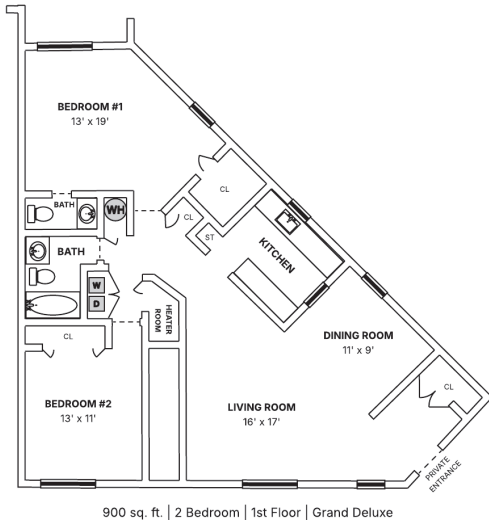 BEDROOM #1
13' x 19'
CL
BATH
WH
CL
ST
KITCHEN
BATH
W
D
HEATER
ROOM
CL
DINING ROOM
11' x 9'
CL
BEDROOM #2
13' x 11'
LIVING ROOM
16' x 17'
PRIVATE
ENTRANCE
900 sq. ft. | 2 Bedroom | 1st Floor | Grand Deluxe